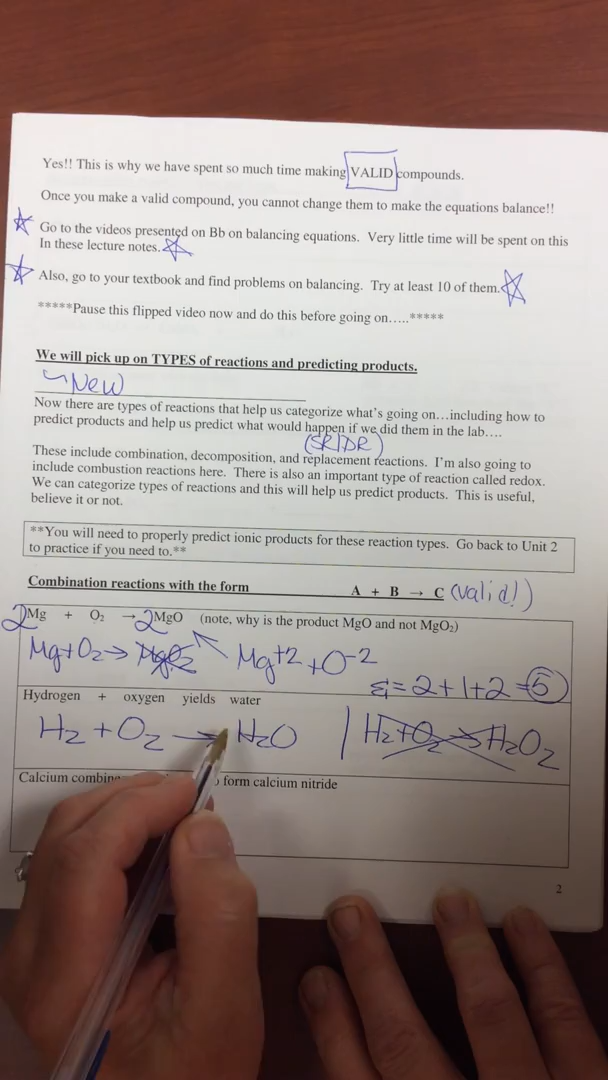 Yes!! This is why we have spent so much time making VALID compounds.
Once you make a valid compound, you cannot change them to make the equations balance!!
Go to the videos presented on Bb on balancing equations. Very little time will be spent on this
In these lecture notes.
Also, go to your textbook and find problems on balancing. Try at least 10 of them.
*****Pause this flipped video now and do this before going on…..*****
We will pick up on TYPES of reactions and predicting products.
New
Now there are types of reactions that help us categorize what's going on…including how to
predict products and help us predict what would happen if we did them in the lab….
(SR/DR)
These include combination, decomposition, and replacement reactions. I'm also going to
include combustion reactions here. There is also an important type of reaction called redox.
We can categorize types of reactions and this will help us predict products. This is useful,
believe it or not.
**You will need to properly predict ionic products for these reaction types. Go back to Unit 2
to practice if you need to.**
Combination reactions with the form A + B → C (valid!)
2Mg + O₂ → 2MgO (note, why is the product MgO and not MgO₂)
Mg+O₂→ MgO₂ Mg+2 + O-2
Σ=2+1+2=5
Hydrogen + oxygen yields water
H₂ + O₂ → H₂O | H₂+O₂→H₂O₂
Calcium form calcium nitride
2